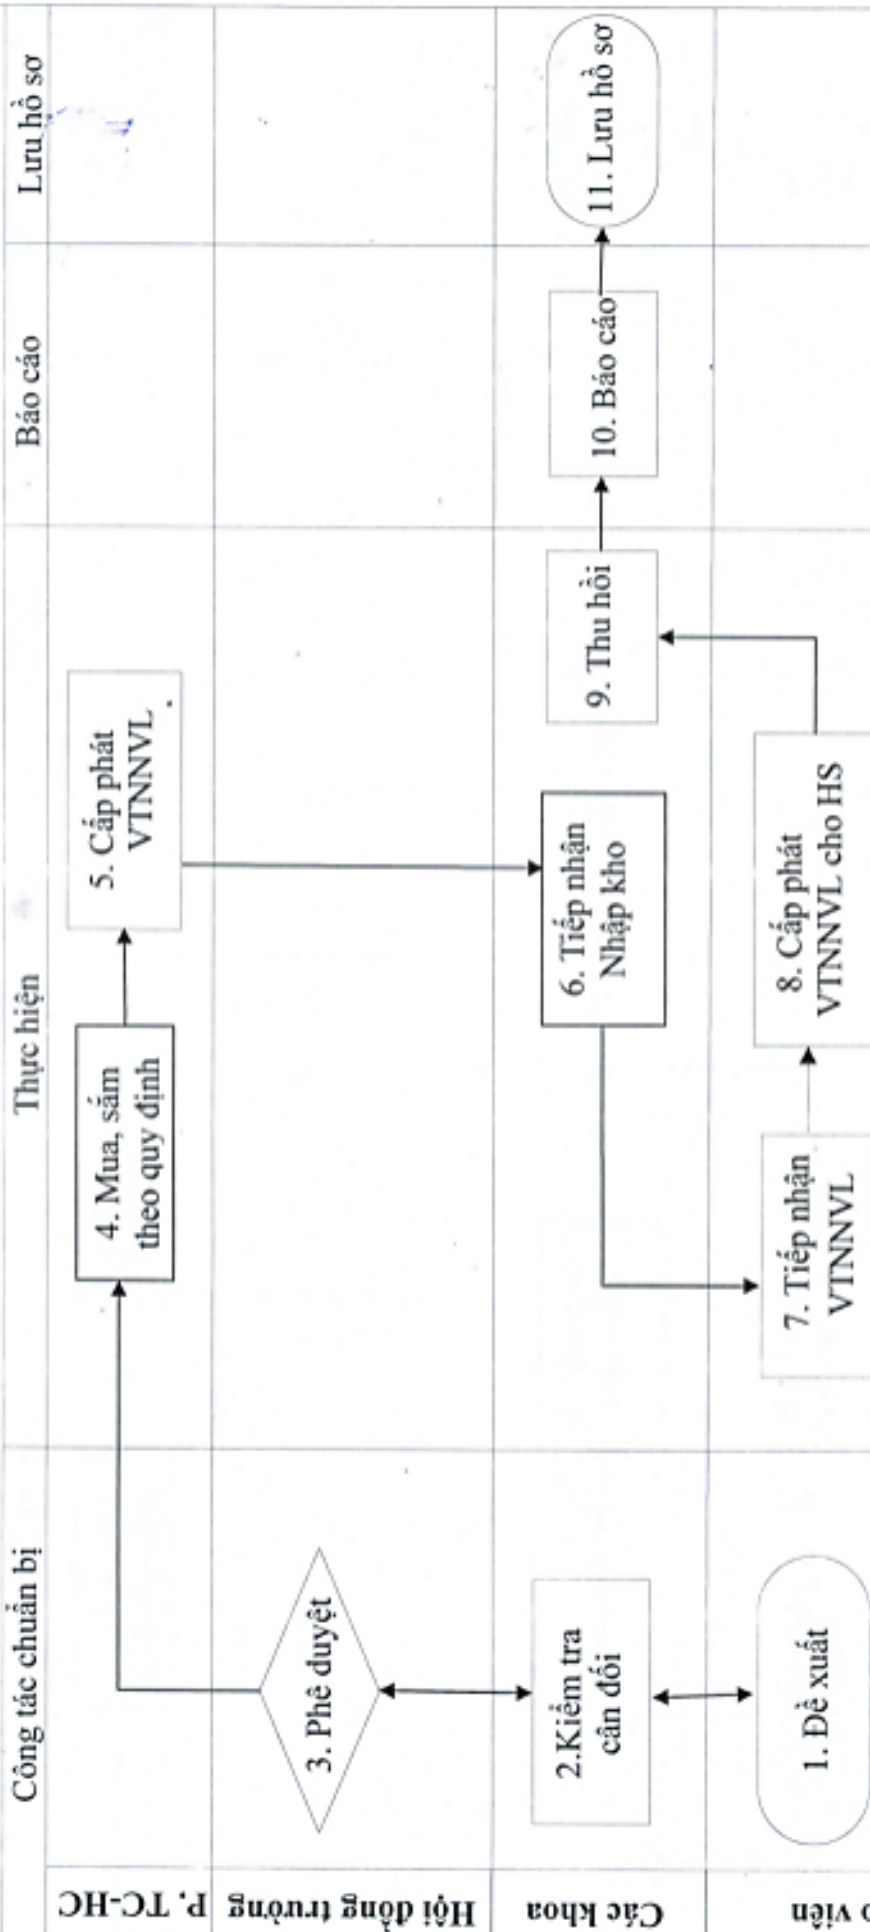 Công tác chuẩn bị
Thực hiện
Báo cáo
Lưu hồ sơ
P. TC-HC
4. Mua, sắm
theo quy định
5. Cấp phát
VTNNVL
Hội đồng trường
3. Phê duyệt
Các khoa
2.Kiểm tra
cân đối
6. Tiếp nhận
Nhập kho
9. Thu hồi
10. Báo cáo
11. Lưu hồ sơ
viên
1. Đề xuất
7. Tiếp nhận
VTNNVL
8. Cấp phát
VTNNVL cho HS